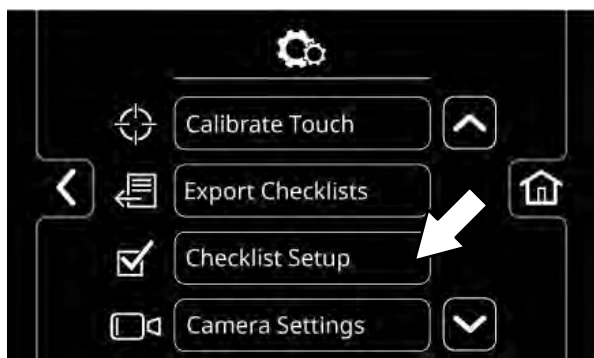 Calibrate Touch
Export Checklists
Checklist Setup
Camera Settings